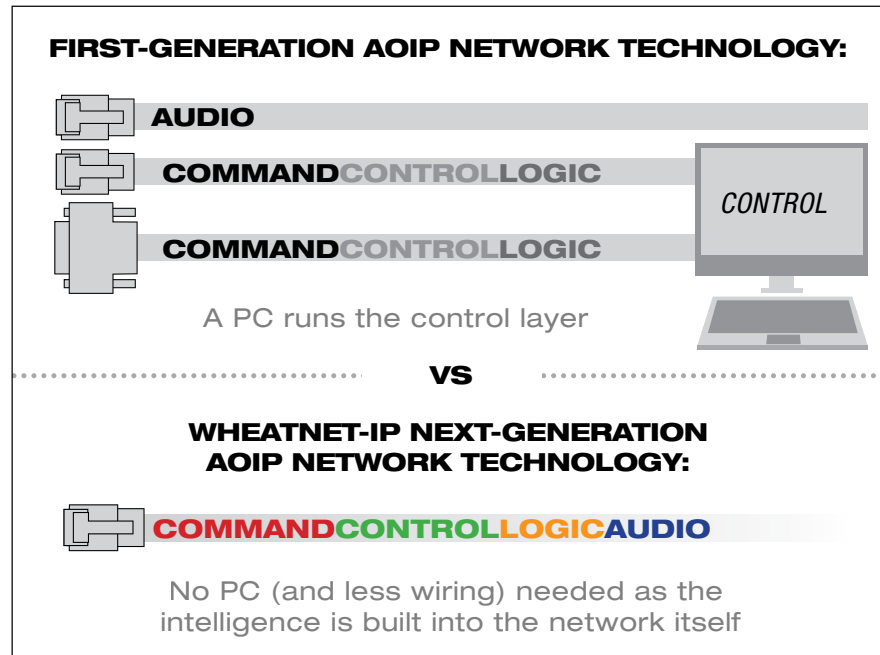 FIRST-GENERATION AOIP NETWORK TECHNOLOGY:
AUDIO
COMMANDCONTROLLOGIC
CONTROL
COMMANDCONTROLLOGIC
A PC runs the control layer
VS
WHEATNET-IP NEXT-GENERATION
AOIP NETWORK TECHNOLOGY:
COMMANDCONTROLLOGICAUDIO
No PC (and less wiring) needed as the
intelligence is built into the network itself